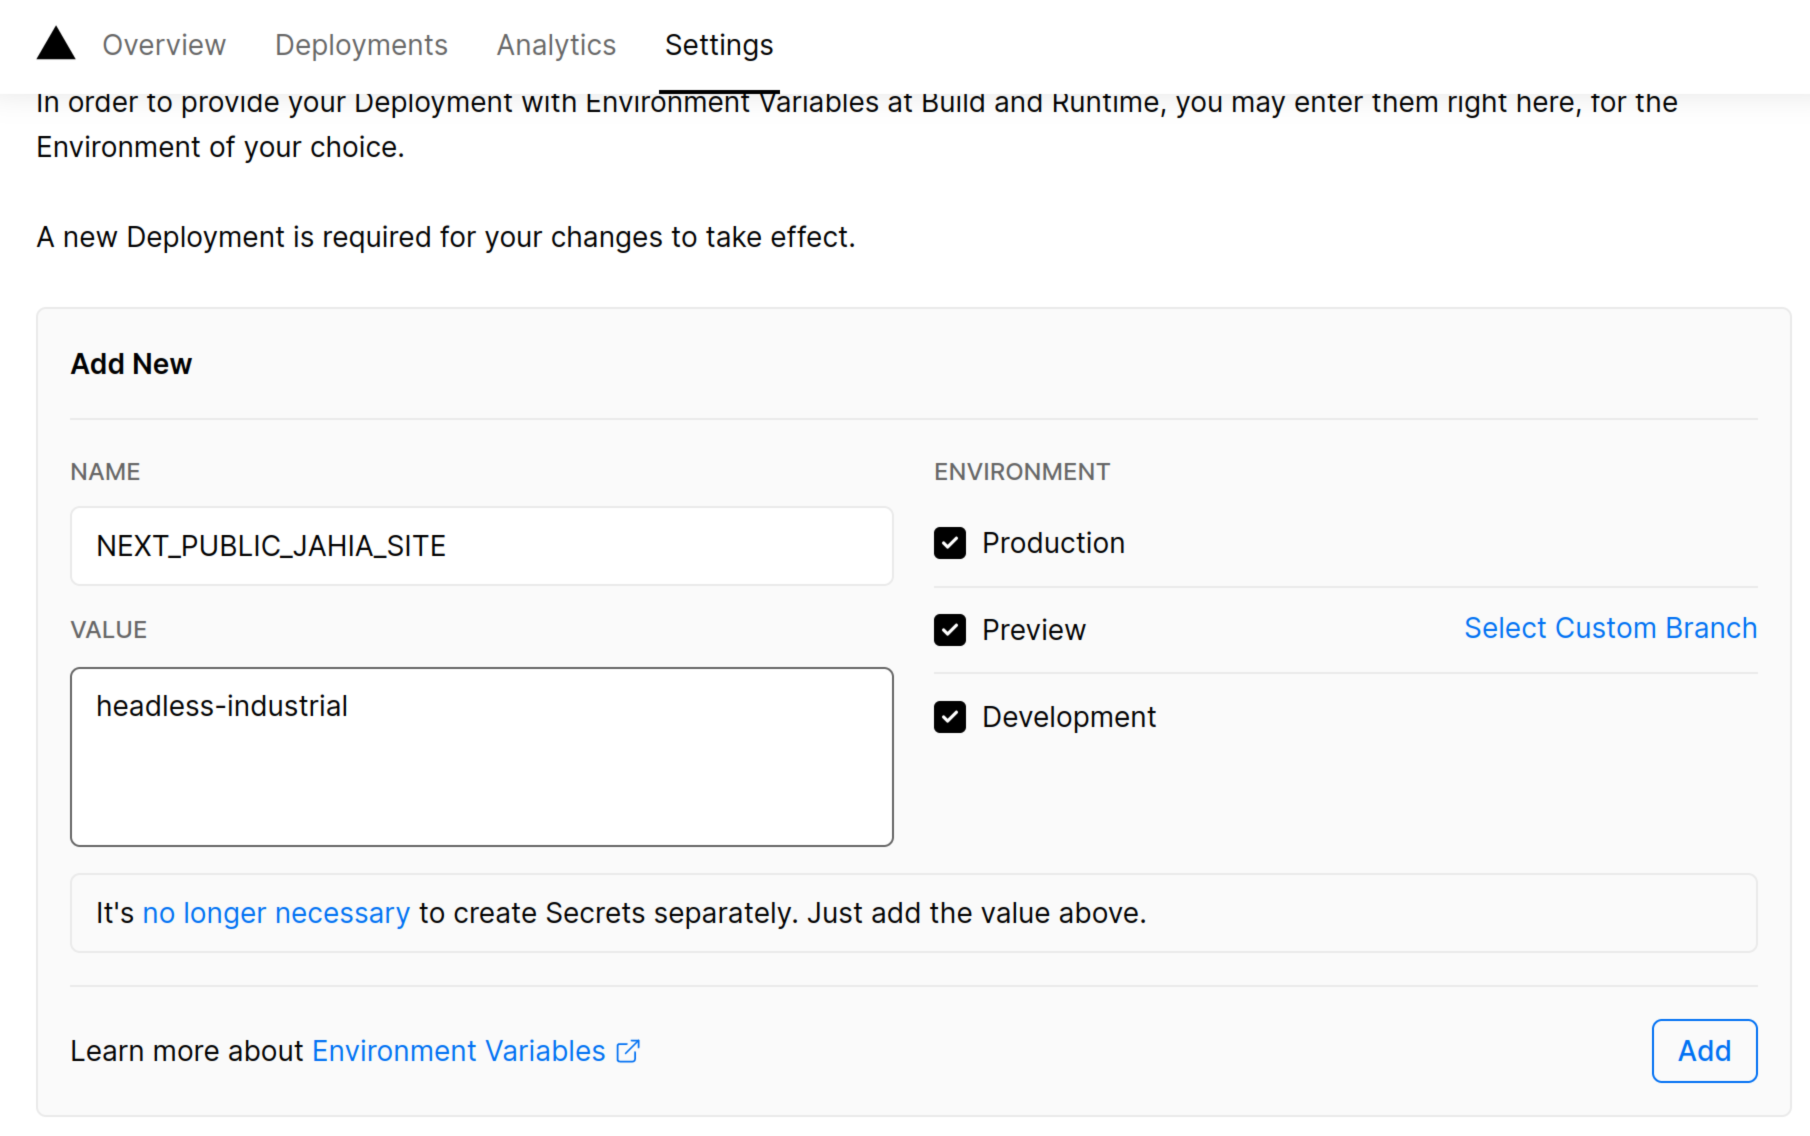 Overview Deployments Analytics Settings
In order to provide your Deployment with Environment Variables at Build and Runtime, you may enter them right here, for the
Environment of your choice.
A new Deployment is required for your changes to take effect.
Add New
NAME
NEXT_PUBLIC_JAHIA_SITE
VALUE
headless-industrial
ENVIRONMENT
Production
Preview Select Custom Branch
Development
It's no longer necessary to create Secrets separately. Just add the value above.
Learn more about Environment Variables
Add